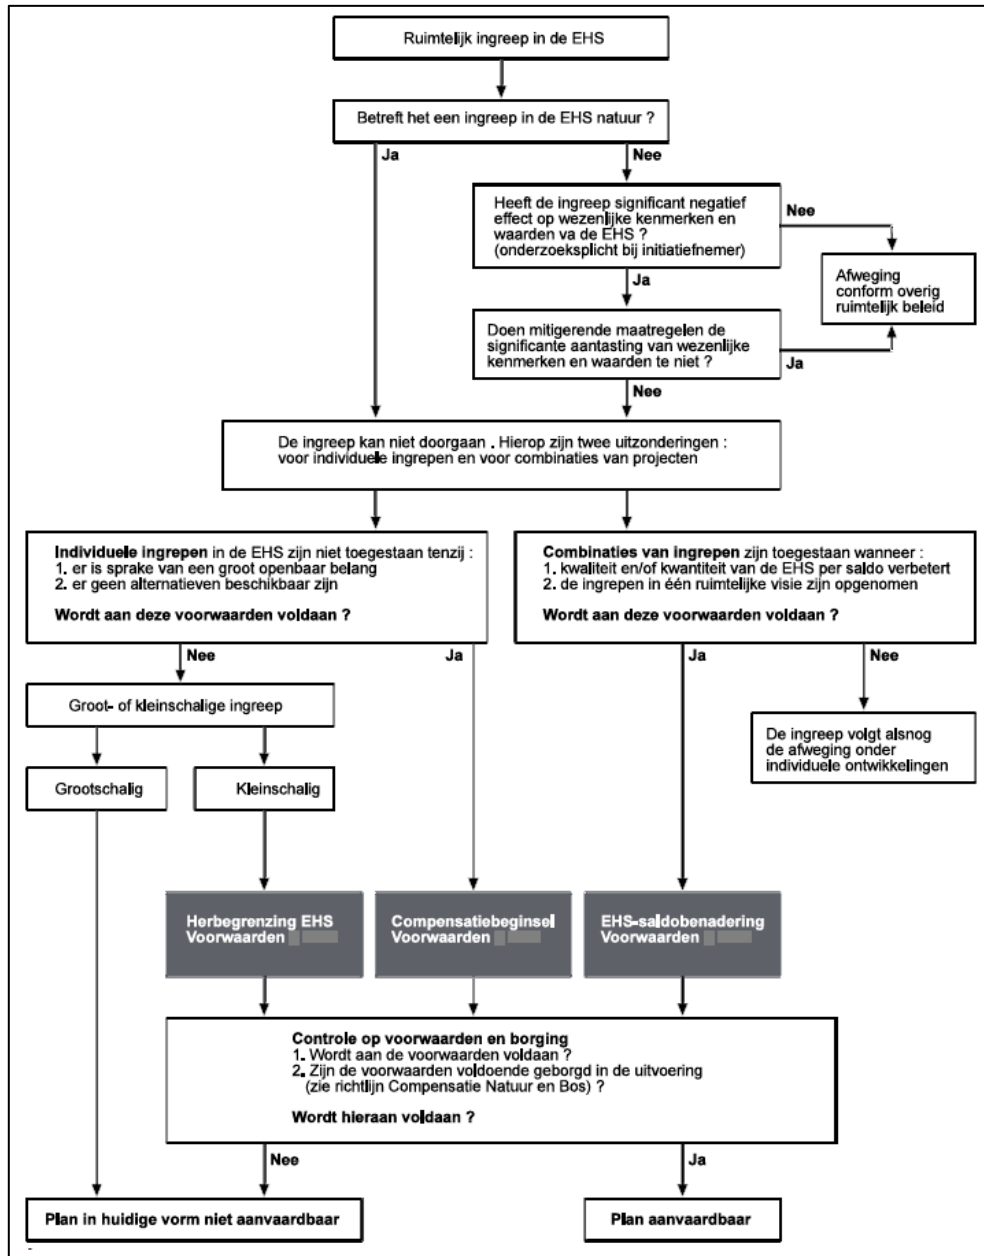 Ruimtelijk ingreep in de EHS
Betreft het een ingreep in de EHS natuur ?
Ja
Nee
Heeft de ingreep significant negatief
effect op wezenlijke kenmerken en
waarden va de EHS ?
(onderzoeksplicht bij initiatiefnemer)
Nee
Ja
Afweging
conform overig
ruimtelijk beleid
Doen mitigerende maatregelen de
significante aantasting van wezenlijke
kenmerken en waarden te niet ?
Ja
Nee
De ingreep kan niet doorgaan . Hierop zijn twee uitzonderingen :
voor individuele ingrepen en voor combinaties van projecten
Individuele ingrepen in de EHS zijn niet toegestaan tenzij :
1. er is sprake van een groot openbaar belang
2. er geen alternatieven beschikbaar zijn
Wordt aan deze voorwaarden voldaan ?
Combinaties van ingrepen zijn toegestaan wanneer :
1. kwaliteit en/of kwantiteit van de EHS per saldo verbetert
2. de ingrepen in één ruimtelijke visie zijn opgenomen
Wordt aan deze voorwaarden voldaan ?
Nee
Ja
Ja
Nee
Groot- of kleinschalige ingreep
De ingreep volgt alsnog
de afweging onder
individuele ontwikkelingen
Grootschalig
Kleinschalig
Herbegrenzing EHS
Voorwaarden
Compensatiebeginsel
Voorwaarden
EHS-saldobenadering
Voorwaarden
Controle op voorwaarden en borging
1. Wordt aan de voorwaarden voldaan ?
2. Zijn de voorwaarden voldoende geborgd in de uitvoering
(zie richtlijn Compensatie Natuur en Bos) ?
Wordt hieraan voldaan ?
Nee
Ja
Plan in huidige vorm niet aanvaardbaar
Plan aanvaardbaar